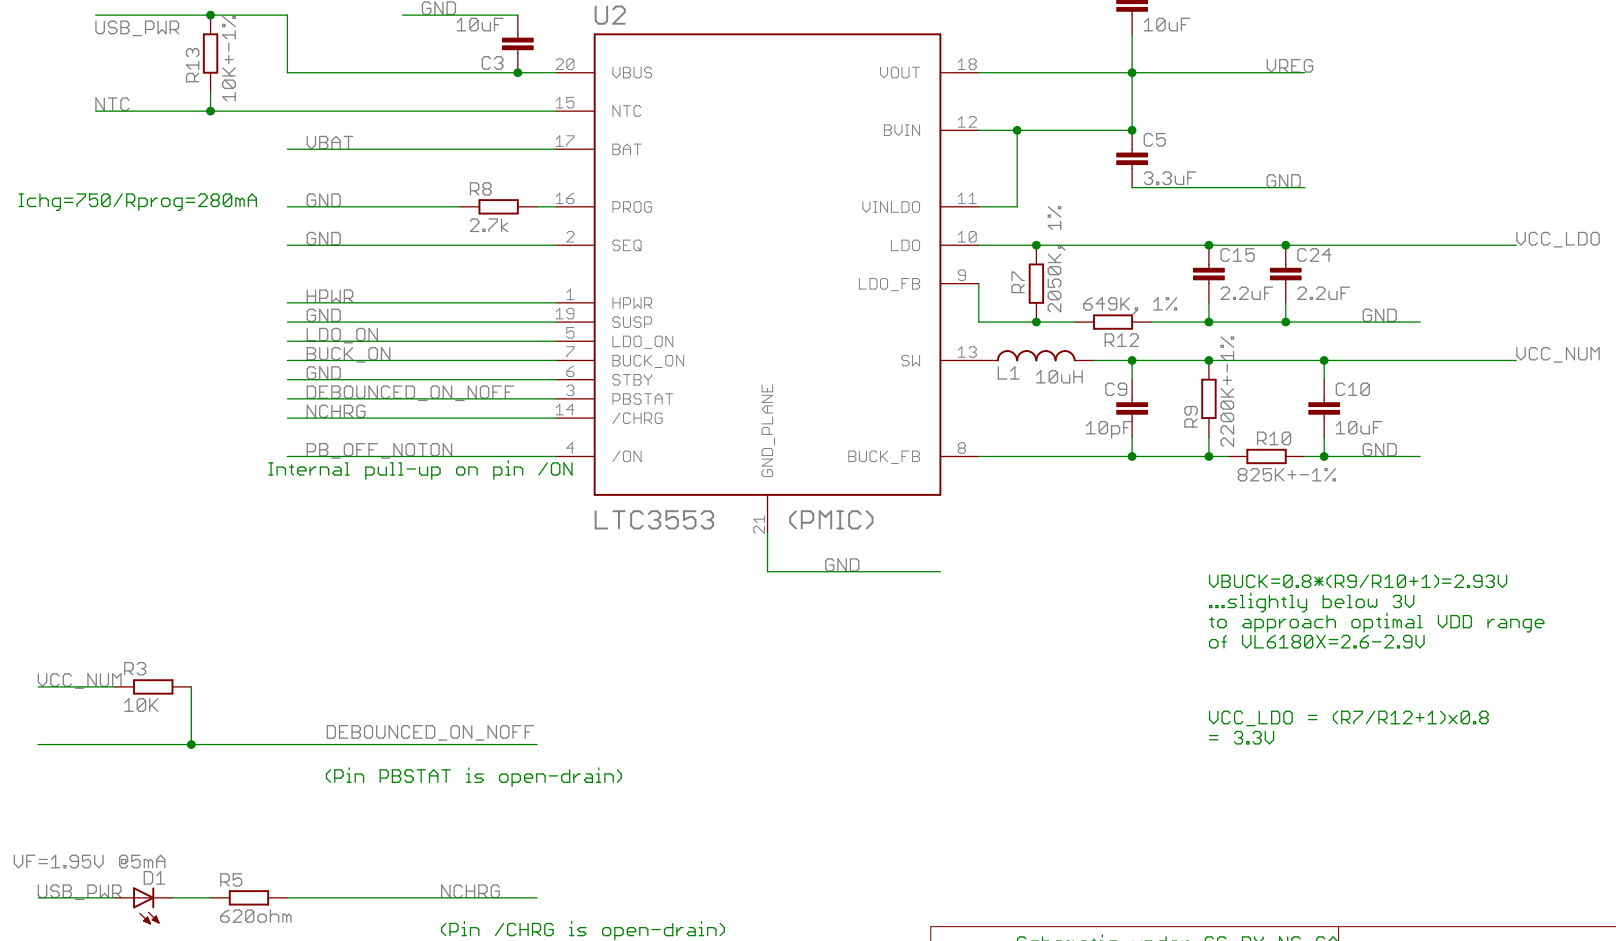 GND
U2
10uF
10uF
USB_PWR
R13
10K+-1%
C3
20
VBUS
VOUT
18
VREG
NTC
15
NTC
BVIN
12
C5
VBAT
17
BAT
3.3uF
GND
Ichg=750/Rprog=280mA
GND
R8
2.7k
16
PROG
VINLDO
11
GND
2
SEQ
LDO
10
VCC_LDO
R7
2050K, 1%
C15
2.2uF
C24
2.2uF
LDO_FB
9
649K, 1%
R12
GND
HPWR
1
HPWR
GND
19
SUSP
LDO_ON
5
LDO_ON
BUCK_ON
7
BUCK_ON
SW
13
VCC_NUM
GND
6
STBY
L1
10uH
DEBOUNCED_ON_NOFF
3
PBSTAT
C9
10pF
R9
2200K+-1%
C10
10uF
NCHRG
14
/CHRG
GND_PLANE
PB_OFF_NOTON
4
/ON
BUCK_FB
8
R10
825K+-1%
GND
Internal pull-up on pin /ON
LTC3553
21
(PMIC)
GND
VBUCK=0.8*(R9/R10+1)=2.93V
...slightly below 3V
to approach optimal VDD range
of VL6180X=2.6-2.9V
VCC_NUM
R3
10K
VCC_LDO = (R7/R12+1)x0.8
= 3.3V
DEBOUNCED_ON_NOFF
(Pin PBSTAT is open-drain)
VF=1.95V @5mA
D1
USB_PWR
R5
620ohm
NCHRG
(Pin /CHRG is open-drain)
Schematic under CC BY-NC-SA